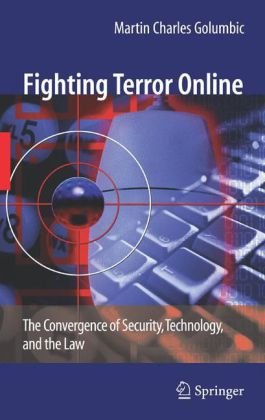 Martin Charles Golumbic
Fighting Terror Online
The Convergence of Security, Technology,
and the Law
Springer